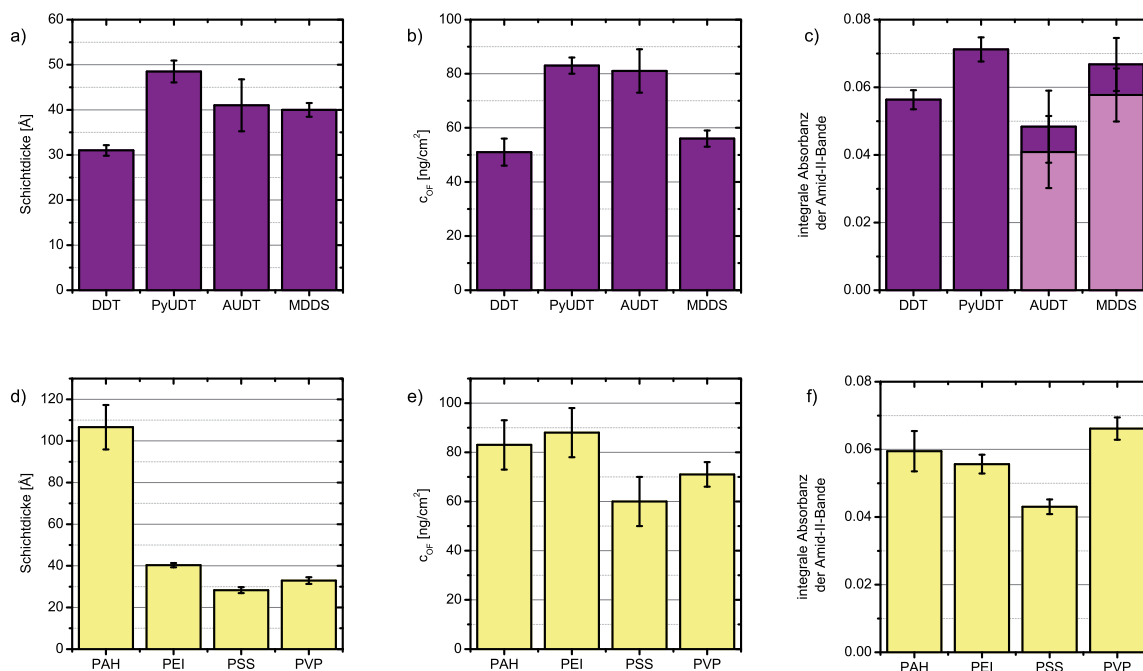 a)
Schichtdicke [Å]
60
50
40
30
20
10
0
DDT PyUDT AUDT MDDS
b)
c_OF [ng/cm²]
100
80
60
40
20
0
DDT PyUDT AUDT MDDS
c)
integrale Absorbanz
der Amid-II-Bande
0.08
0.06
0.04
0.02
0.00
DDT PyUDT AUDT MDDS
d)
Schichtdicke [Å]
120
100
80
60
40
20
0
PAH PEI PSS PVP
e)
c_OF [ng/cm²]
100
80
60
40
20
0
PAH PEI PSS PVP
f)
integrale Absorbanz
der Amid-II-Bande
0.08
0.06
0.04
0.02
0.00
PAH PEI PSS PVP